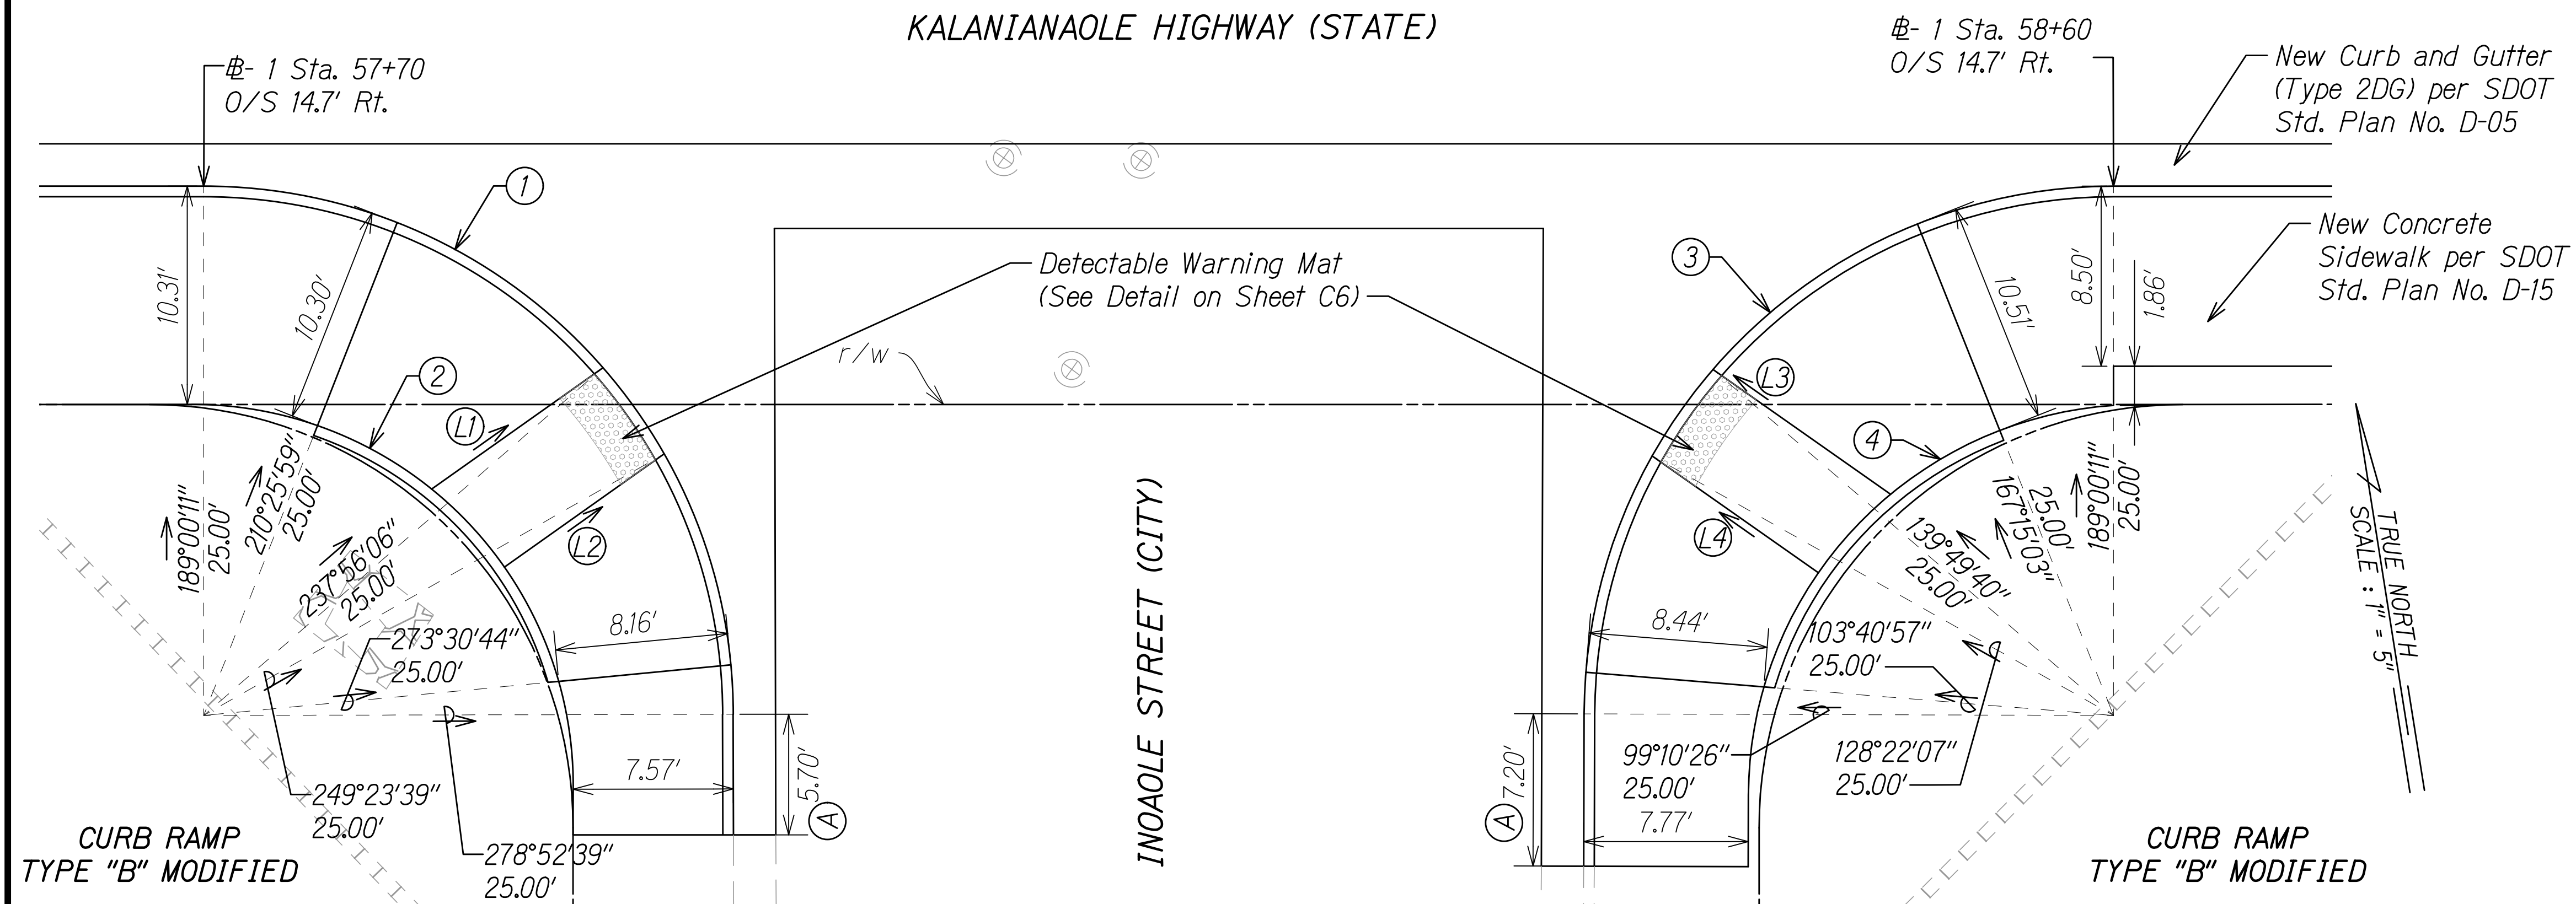 KALANIANAOLE HIGHWAY (STATE)
℄- 1 Sta. 57+70
O/S 14.7' Rt.
℄- 1 Sta. 58+60
O/S 14.7' Rt.
New Curb and Gutter
(Type 2DG) per SDOT
Std. Plan No. D-05
1
10.31'
10.30'
Detectable Warning Mat
(See Detail on Sheet C6)
3
10.51'
8.50'
1.86'
New Concrete
Sidewalk per SDOT
Std. Plan No. D-15
r/w
2
L1
L2
L3
L4
4
189°00'11"
25.00'
210°25'59"
25.00'
237°56'06"
25.00'
273°30'44"
25.00'
249°23'39"
25.00'
278°52'39"
25.00'
8.16'
7.57'
5.70'
A
INOAOLE STREET (CITY)
8.44'
7.20'
A
7.77'
103°40'57"
25.00'
99°10'26"
25.00'
128°22'07"
25.00'
139°49'40"
25.00'
25.00'
167°15'03"
189°00'11"
25.00'
TRUE NORTH
SCALE : 1" = 5"
CURB RAMP
TYPE "B" MODIFIED
CURB RAMP
TYPE "B" MODIFIED